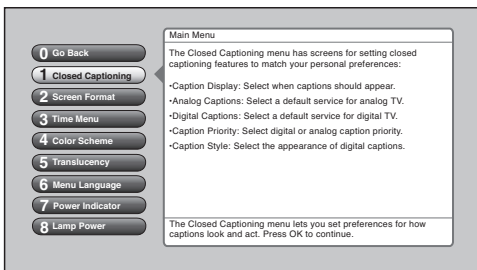 Main Menu
0 Go Back
1 Closed Captioning
2 Screen Format
3 Time Menu
4 Color Scheme
5 Translucency
6 Menu Language
7 Power Indicator
8 Lamp Power
The Closed Captioning menu has screens for setting closed
captioning features to match your personal preferences:
•Caption Display: Select when captions should appear.
•Analog Captions: Select a default service for analog TV.
•Digital Captions: Select a default service for digital TV.
•Caption Priority: Select digital or analog caption priority.
•Caption Style: Select the appearance of digital captions.
The Closed Captioning menu lets you set preferences for how
captions look and act. Press OK to continue.